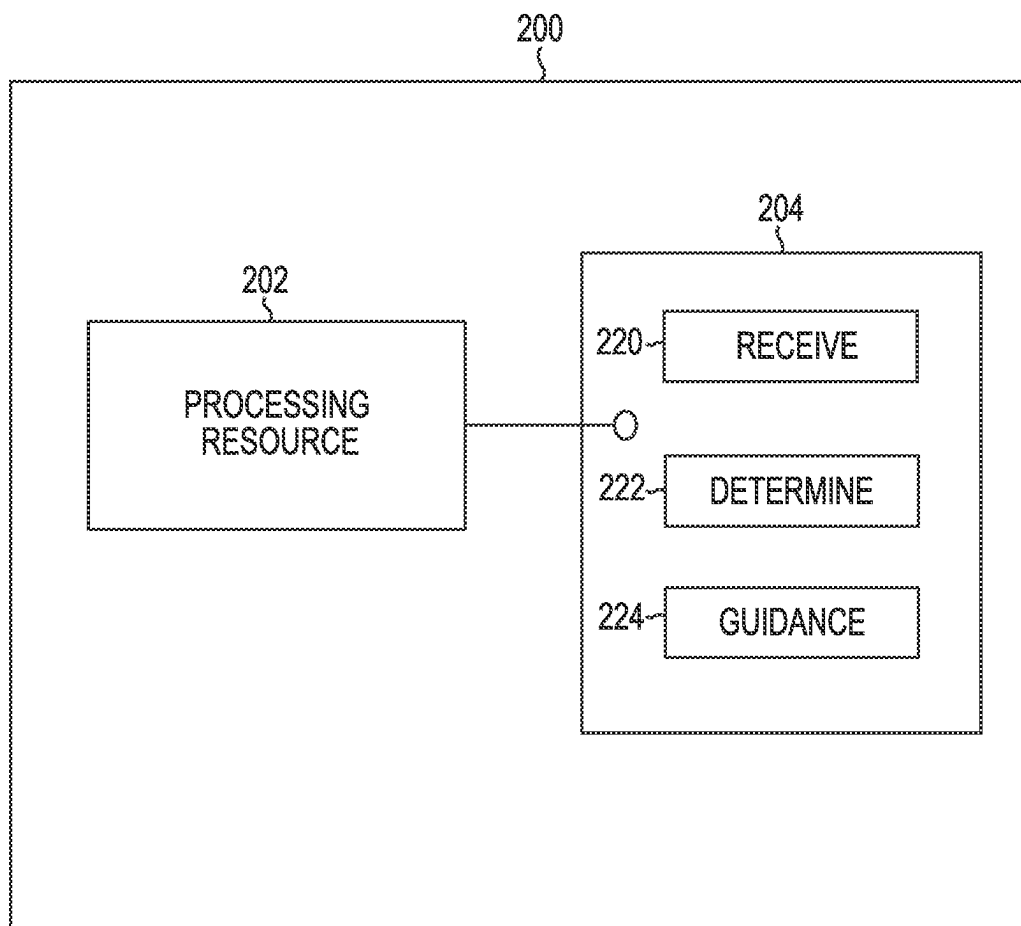 200
204
202
PROCESSING
RESOURCE
220
RECEIVE
222
DETERMINE
224
GUIDANCE